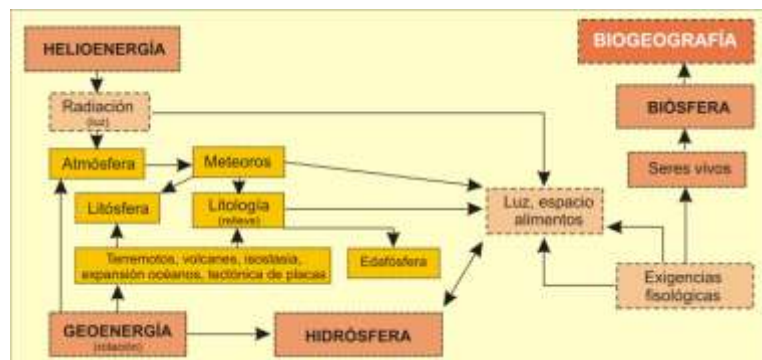 HELIOENERGÍA
BIOGEOGRAFÍA
Radiación
(luz)
BIÓSFERA
Atmósfera
Meteoros
Seres vivos
Litósfera
Litología
(relieve)
Luz, espacio
alimentos
Terremotos, volcanes, isostasia,
expansión océanos, tectónica de placas
Edafósfera
Exigencias
fisológicas
GEOENERGÍA
(rotación)
HIDRÓSFERA